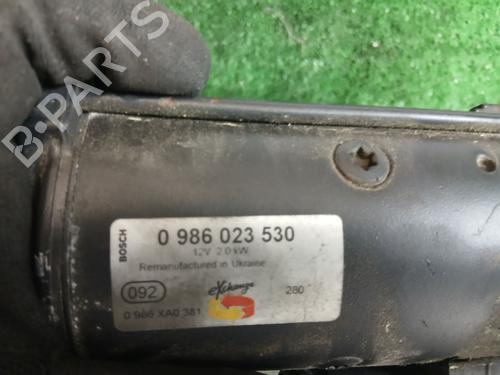 B-PARTS
BOSCH
0 986 023 530
12V 2.0 kW
Remanufactured in Ukraine
092
eXchange
280
0 986 XA0 381